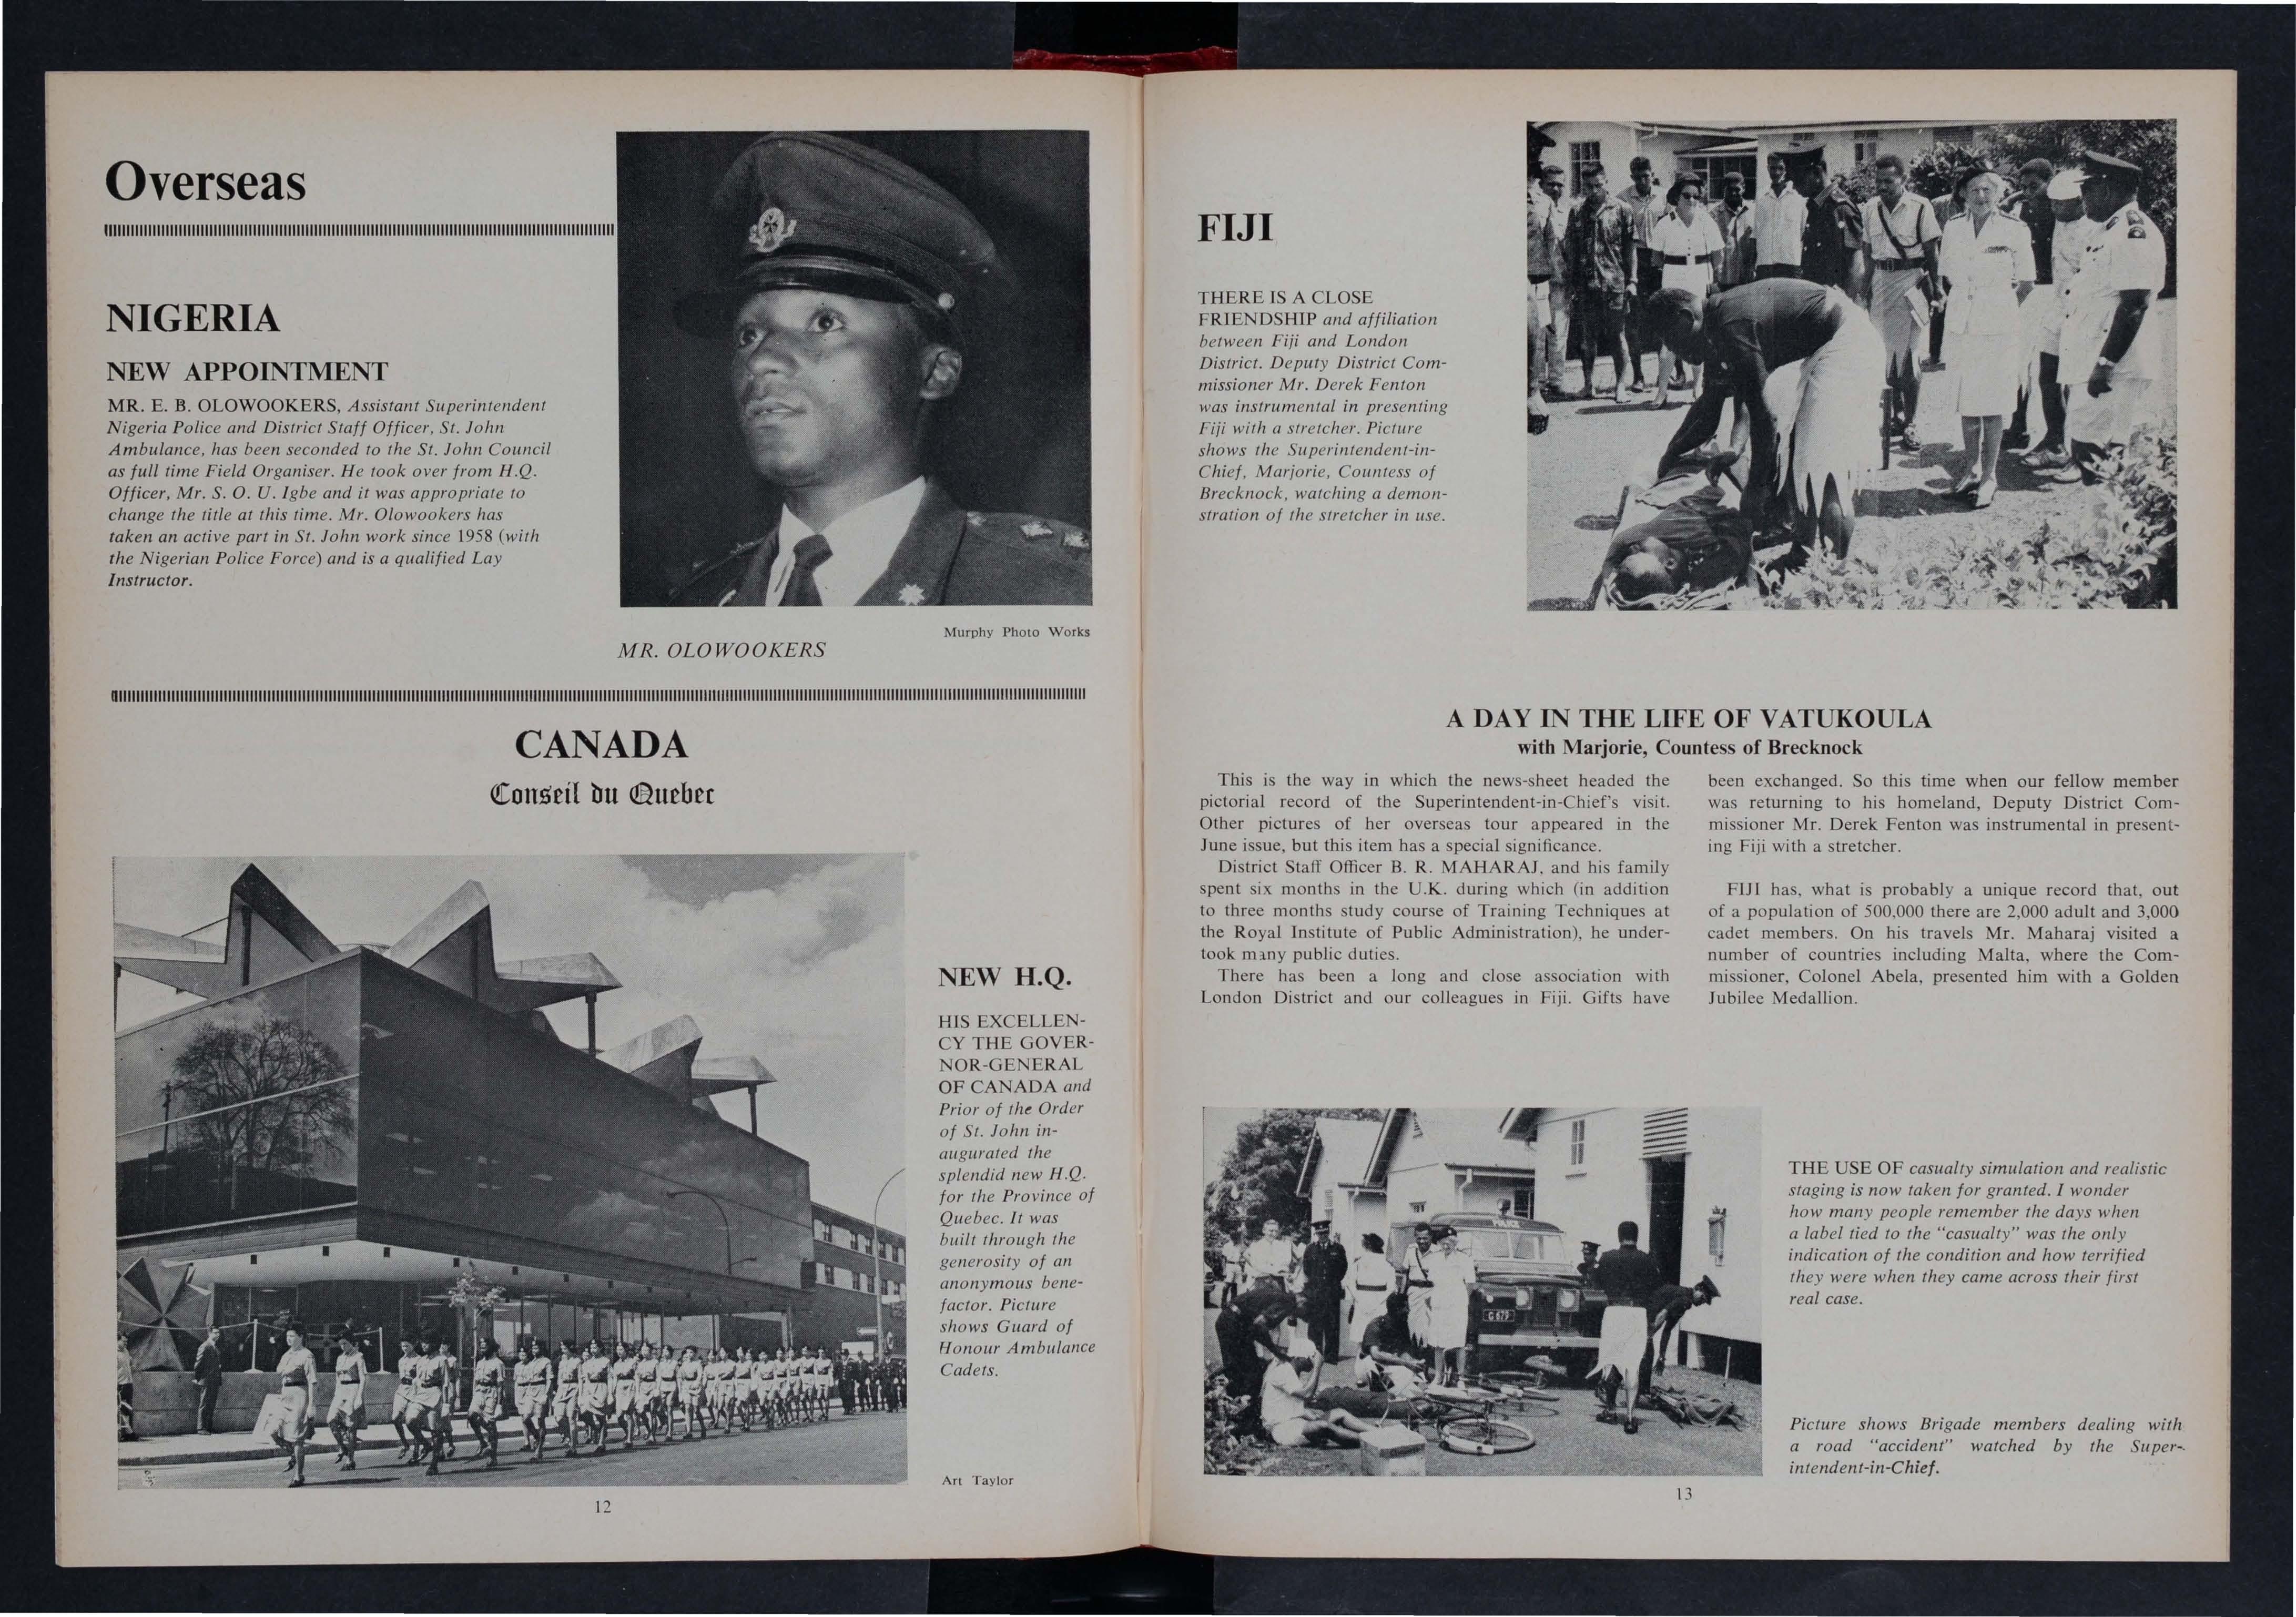 Overseas
NIGERIA
NEW APPOINTMENT
MR. E. B. OLOWOOKERS, Assistant Superintendent
Nigeria Police and District Staff Officer, St. John
Ambulance, has been seconded to the St. John Council
as full time Field Organiser. He took over from H.Q.
Officer, Mr. S. O. U. Igbe and it was appropriate to
change the title at this time. Mr. Olowookers has
taken an active part in St. John work since 1958 (with
the Nigerian Police Force) and is a qualified Lay
Instructor.
Murphy Photo Works
MR. OLOWOOKERS
CANADA
Conseil du Quebec
NEW H.Q.
HIS EXCELLEN-
CY THE GOVER-
NOR-GENERAL
OF CANADA and
Prior of the Order
of St. John in-
augurated the
splendid new H.Q.
for the Province of
Quebec. It was
built through the
generosity of an
anonymous bene-
factor. Picture
shows Guard of
Honour Ambulance
Cadets.
Art Taylor
12
FIJI
THERE IS A CLOSE
FRIENDSHIP and affiliation
between Fiji and London
District. Deputy District Com-
missioner Mr. Derek Fenton
was instrumental in presenting
Fiji with a stretcher. Picture
shows the Superintendent-in-
Chief, Marjorie, Countess of
Brecknock, watching a demon-
stration of the stretcher in use.
A DAY IN THE LIFE OF VATUKOULA
with Marjorie, Countess of Brecknock
This is the way in which the news-sheet headed the
pictorial record of the Superintendent-in-Chief's visit.
Other pictures of her overseas tour appeared in the
June issue, but this item has a special significance.
District Staff Officer B. R. MAHARAJ, and his family
spent six months in the U.K. during which (in addition
to three months study course of Training Techniques at
the Royal Institute of Public Administration), he under-
took many public duties.
There has been a long and close association with
London District and our colleagues in Fiji. Gifts have
been exchanged. So this time when our fellow member
was returning to his homeland, Deputy District Com-
missioner Mr. Derek Fenton was instrumental in present-
ing Fiji with a stretcher.
FIJI has, what is probably a unique record that, out
of a population of 500,000 there are 2,000 adult and 3,000
cadet members. On his travels Mr. Maharaj visited a
number of countries including Malta, where the Com-
missioner, Colonel Abela, presented him with a Golden
Jubilee Medallion.
POLICE
G 679
THE USE OF casualty simulation and realistic
staging is now taken for granted. I wonder
how many people remember the days when
a label tied to the "casualty" was the only
indication of the condition and how terrified
they were when they came across their first
real case.
Picture shows Brigade members dealing with
a road "accident" watched by the Super-
intendent-in-Chief.
13